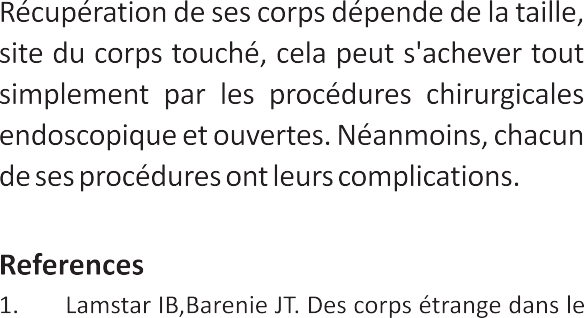 Récupération de ses corps dépende de la taille,
site du corps touché, cela peut s'achever tout
simplement par les procédures chirurgicales
endoscopique et ouvertes. Néanmoins, chacun
de ses procédures ont leurs complications.
References
1. Lamstar IB,Barenie JT. Des corps étrange dans le